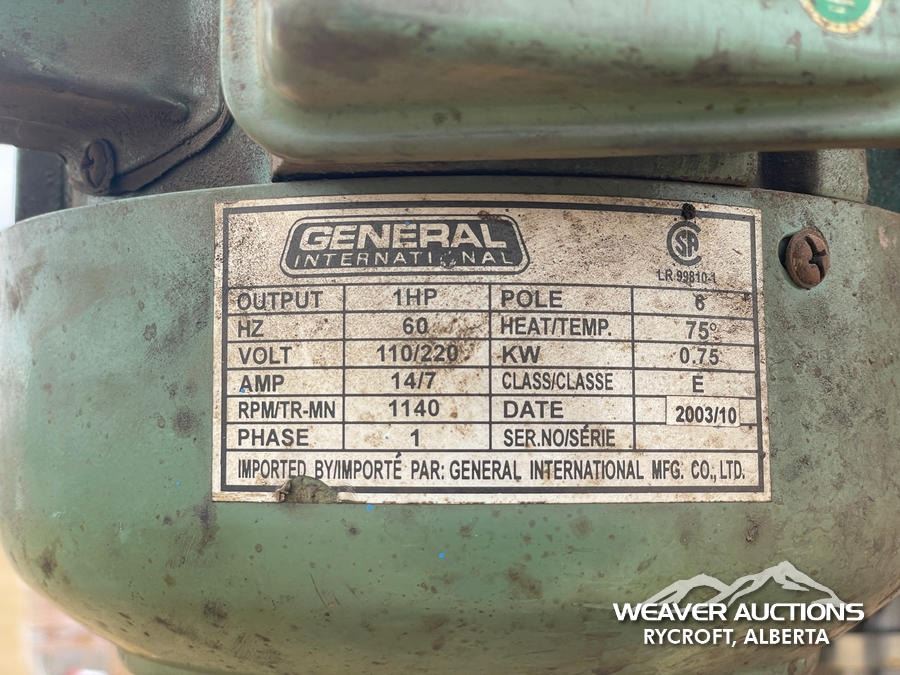 GENERAL
INTERNATIONAL
SA
LR 99810-1
OUTPUT 1HP POLE 6
HZ 60 HEAT/TEMP. 75°
VOLT 110/220 KW 0.75
AMP 14/7 CLASS/CLASSE E
RPM/TR-MN 1140 DATE 2003/10
PHASE 1 SER.NO/SÉRIE
IMPORTED BY/IMPORTÉ PAR: GENERAL INTERNATIONAL MFG. CO., LTD.
WEAVER AUCTIONS
RYCROFT, ALBERTA